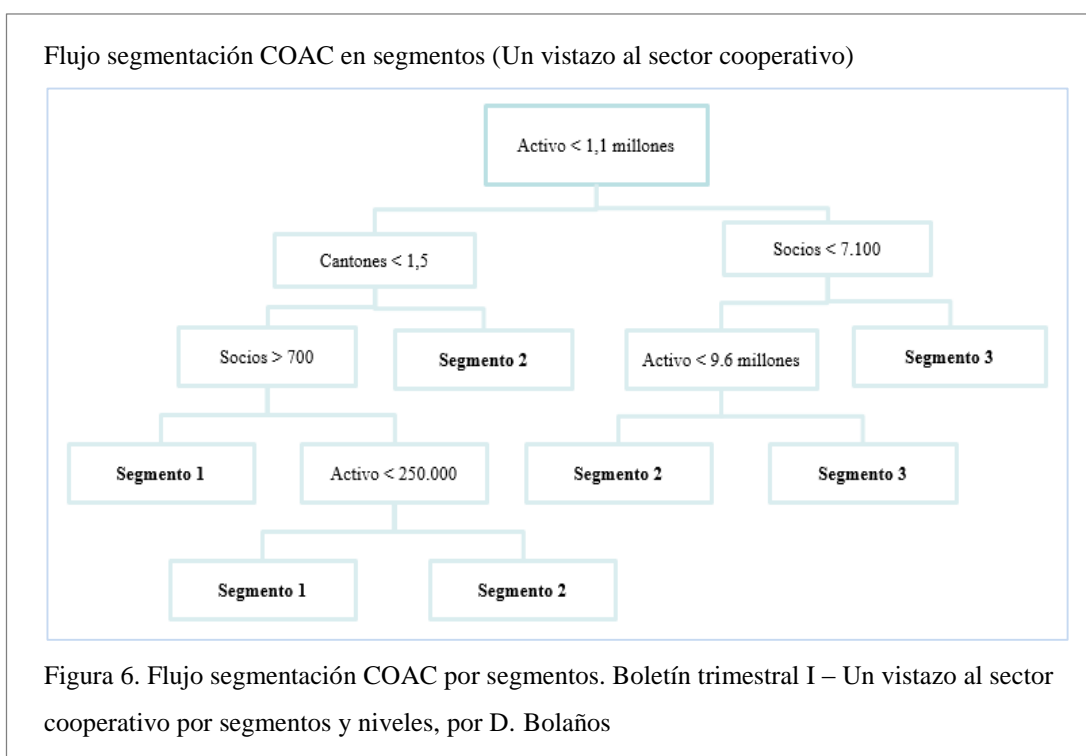 Flujo segmentación COAC en segmentos (Un vistazo al sector cooperativo)
Activo < 1,1 millones
Cantones < 1,5
Socios < 7.100
Socios > 700
Segmento 2
Activo < 9.6 millones
Segmento 3
Segmento 1
Activo < 250.000
Segmento 2
Segmento 3
Segmento 1
Segmento 2
Figura 6. Flujo segmentación COAC por segmentos. Boletín trimestral I – Un vistazo al sector
cooperativo por segmentos y niveles, por D. Bolaños